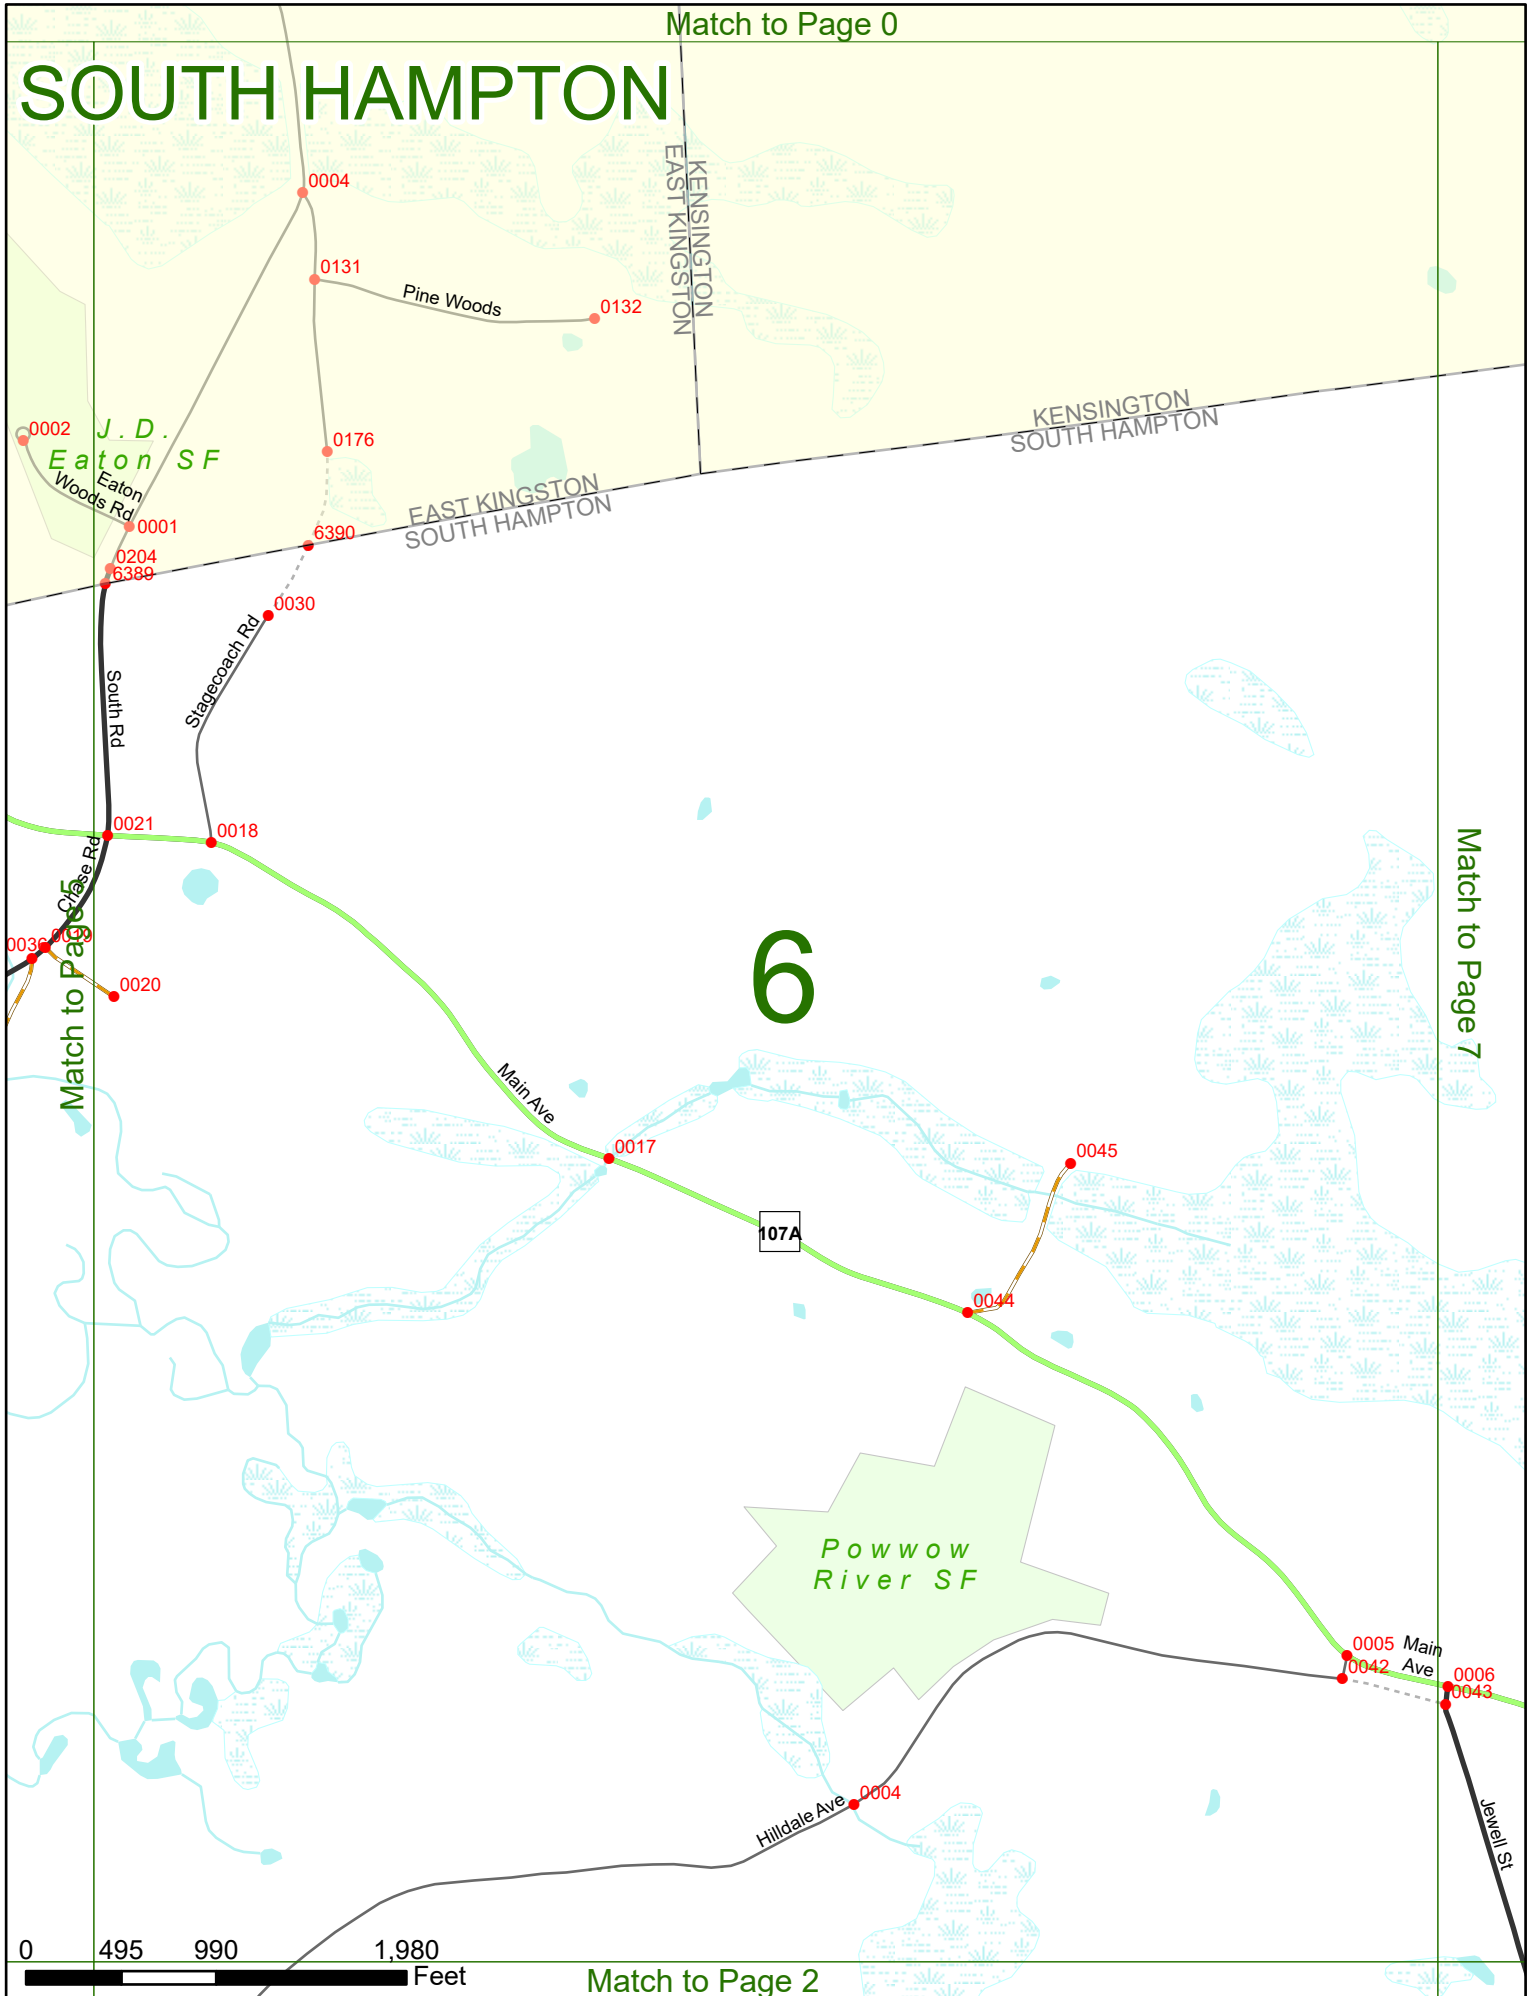 Match to Page 0
SOUTH HAMPTON
0004
KENSINGTON
EAST KINGSTON
0131
Pine Woods
0132
KENSINGTON
SOUTH HAMPTON
0002
J.D.
Eaton SF
0176
Eaton
Woods Rd
0001
EAST KINGSTON
SOUTH HAMPTON
6390
0204
6389
0030
Stagecoach Rd
South Rd
0021
0018
Chase Rd
Match to Page 5
Match to Page 7
0036
0019
0020
6
Main Ave
0017
0045
107A
0044
Powwow
River SF
0005
Main
Ave
0042
0006
0043
0004
Hilldale Ave
Jewell St
0 495 990 1,980
Feet
Match to Page 2